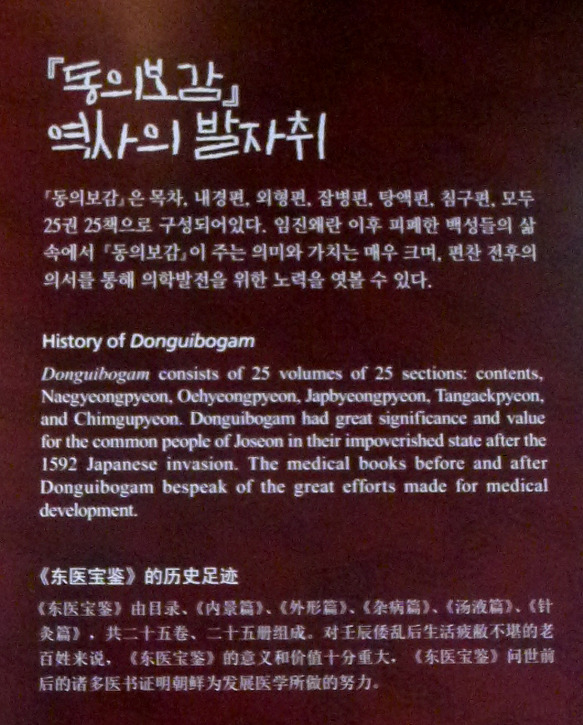 『동의보감』
역사의 발자취
『동의보감』은 목차, 내경편, 외형편, 잡병편, 탕액편, 침구편, 모두
25권 25책으로 구성되어있다. 임진왜란 이후 피폐한 백성들의 삶
속에서 『동의보감』이 주는 의미와 가치는 매우 크며, 편찬 전후의
의서를 통해 의학발전을 위한 노력을 엿볼 수 있다.
History of Donguibogam
Donguibogam consists of 25 volumes of 25 sections: contents,
Naegyeongpyeon, Oehyeongpyeon, Japbyeongpyeon, Tangaekpyeon,
and Chimgupyeon. Donguibogam had great significance and value
for the common people of Joseon in their impoverished state after the
1592 Japanese invasion. The medical books before and after
Donguibogam bespeak of the great efforts made for medical
development.
《东医宝鉴》的历史足迹
《东医宝鉴》由目录、《内景篇》、《外形篇》、《杂病篇》、《汤液篇》、《针
灸篇》，共二十五卷、二十五册组成。对壬辰倭乱后生活疲敝不堪的老
百姓来说，《东医宝鉴》的意义和价值十分重大，《东医宝鉴》问世前
后的诸多医书证明朝鲜为发展医学所做的努力。